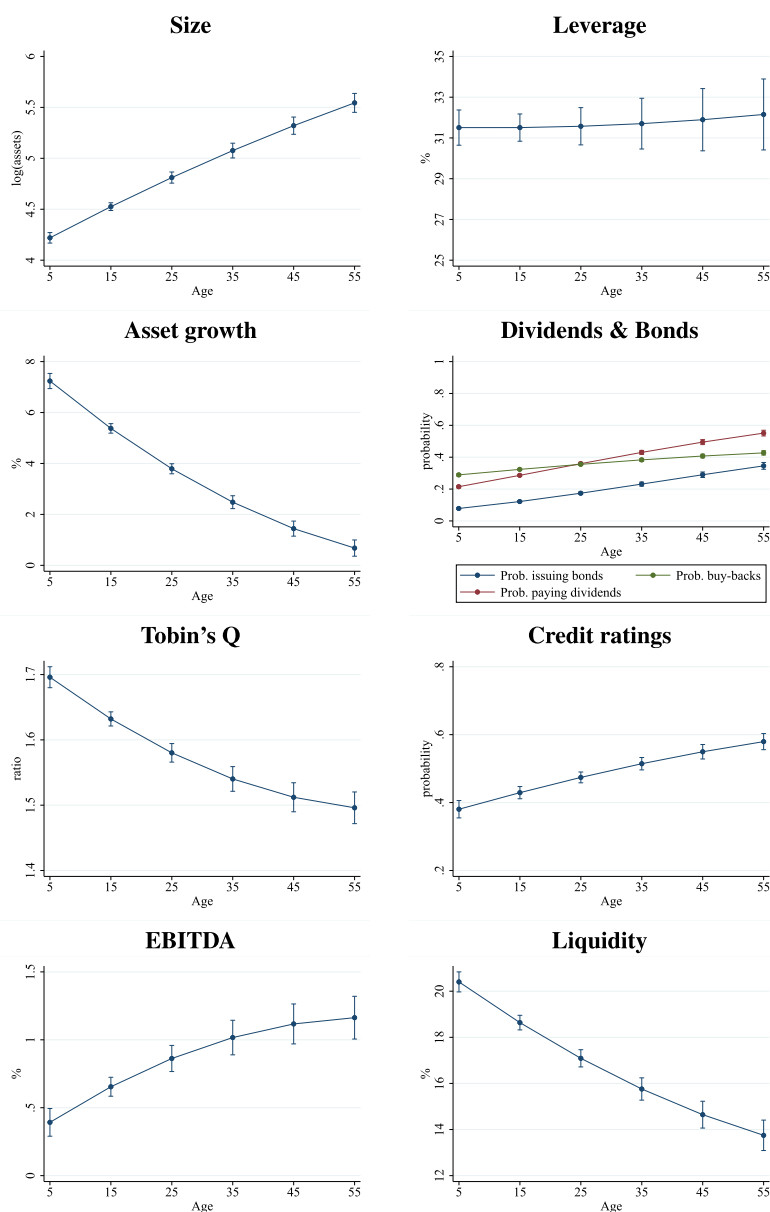 Size
6
5.5
5
4.5
4
log(assets)
5 15 25 35 45 55
Age
Leverage
35
33
31
29
27
25
%
5 15 25 35 45 55
Age
Asset growth
8
6
4
2
0
%
5 15 25 35 45 55
Age
Dividends & Bonds
1
.8
.6
.4
.2
0
probability
5 15 25 35 45 55
Age
Prob. issuing bonds Prob. buy-backs
Prob. paying dividends
Tobin's Q
1.7
1.6
1.5
1.4
ratio
5 15 25 35 45 55
Age
Credit ratings
.8
.6
.4
.2
probability
5 15 25 35 45 55
Age
EBITDA
1.5
1
.5
0
%
5 15 25 35 45 55
Age
Liquidity
20
18
16
14
12
%
5 15 25 35 45 55
Age